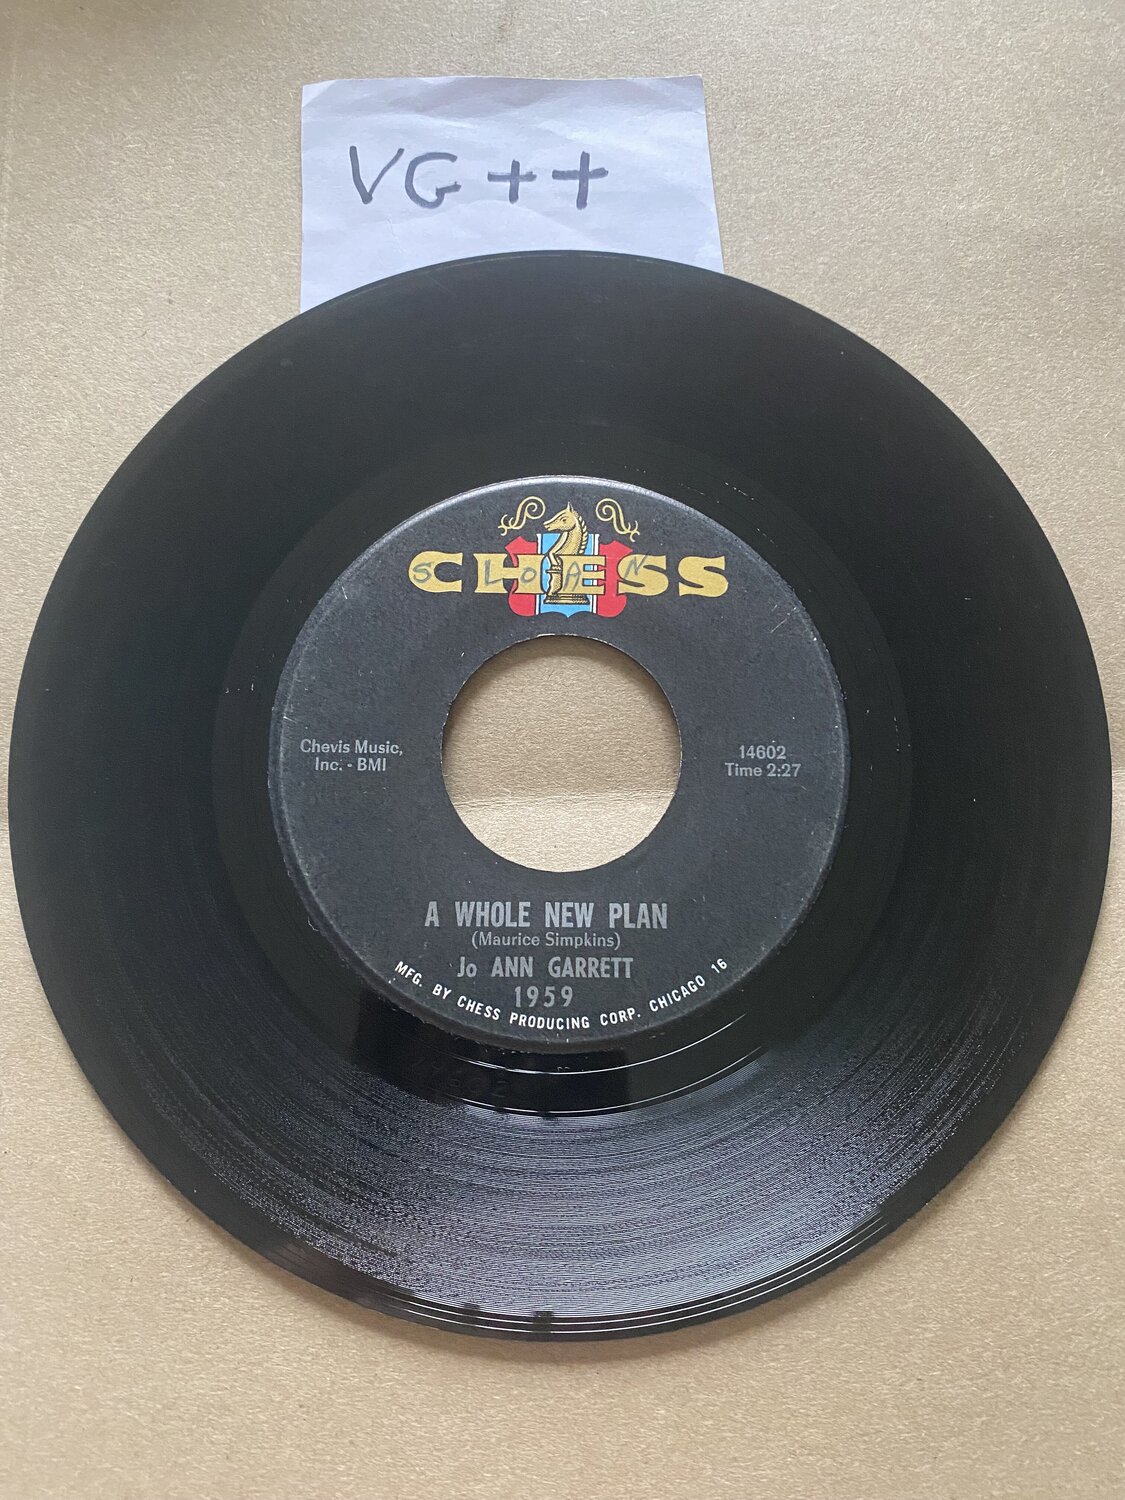 VG++
CHESS
SLOAN
Chevis Music,
Inc. - BMI
14602
Time 2:27
A WHOLE NEW PLAN
(Maurice Simpkins)
Jo ANN GARRETT
1959
MFG. BY CHESS PRODUCING CORP. CHICAGO 16